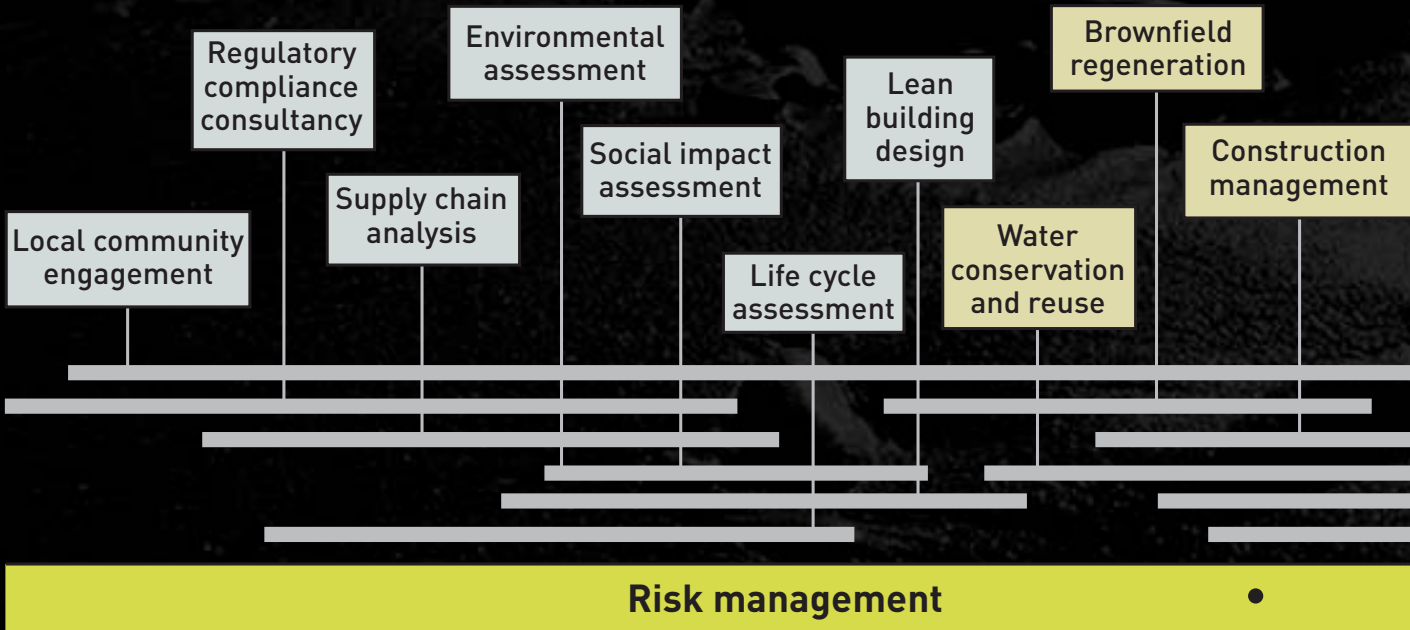 Local community
engagement
Regulatory
compliance
consultancy
Supply chain
analysis
Environmental
assessment
Social impact
assessment
Life cycle
assessment
Lean
building
design
Water
conservation
and reuse
Brownfield
regeneration
Construction
management
Risk management •